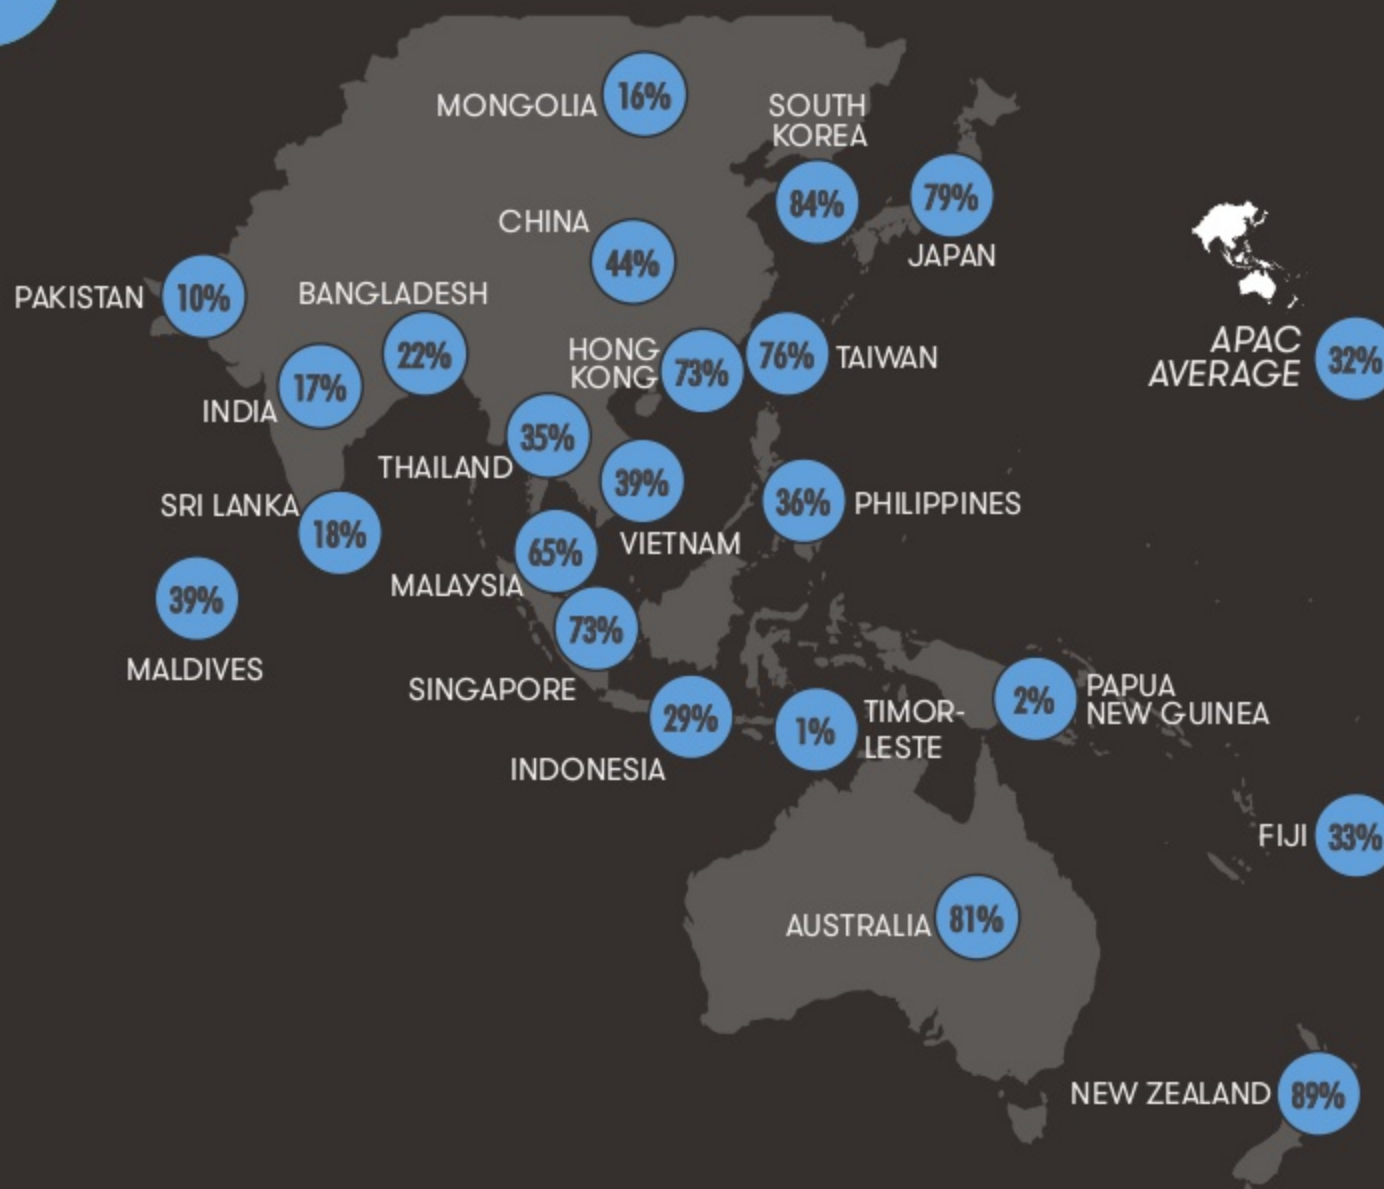 MONGOLIA
16%
SOUTH
KOREA
84%
79%
JAPAN
CHINA
44%
PAKISTAN
10%
BANGLADESH
22%
INDIA
17%
HONG
KONG
73%
76%
TAIWAN
APAC
AVERAGE
32%
THAILAND
35%
39%
VIETNAM
36%
PHILIPPINES
SRI LANKA
18%
MALAYSIA
65%
39%
MALDIVES
73%
SINGAPORE
29%
INDONESIA
1%
TIMOR-
LESTE
2%
PAPUA
NEW GUINEA
FIJI
33%
AUSTRALIA
81%
NEW ZEALAND
89%